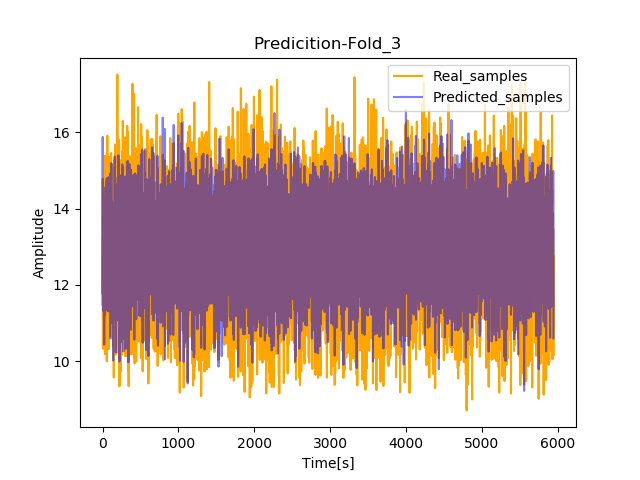 Predicition-Fold_3
Real_samples
Predicted_samples
Amplitude
16
14
12
10
0 1000 2000 3000 4000 5000 6000
Time[s]